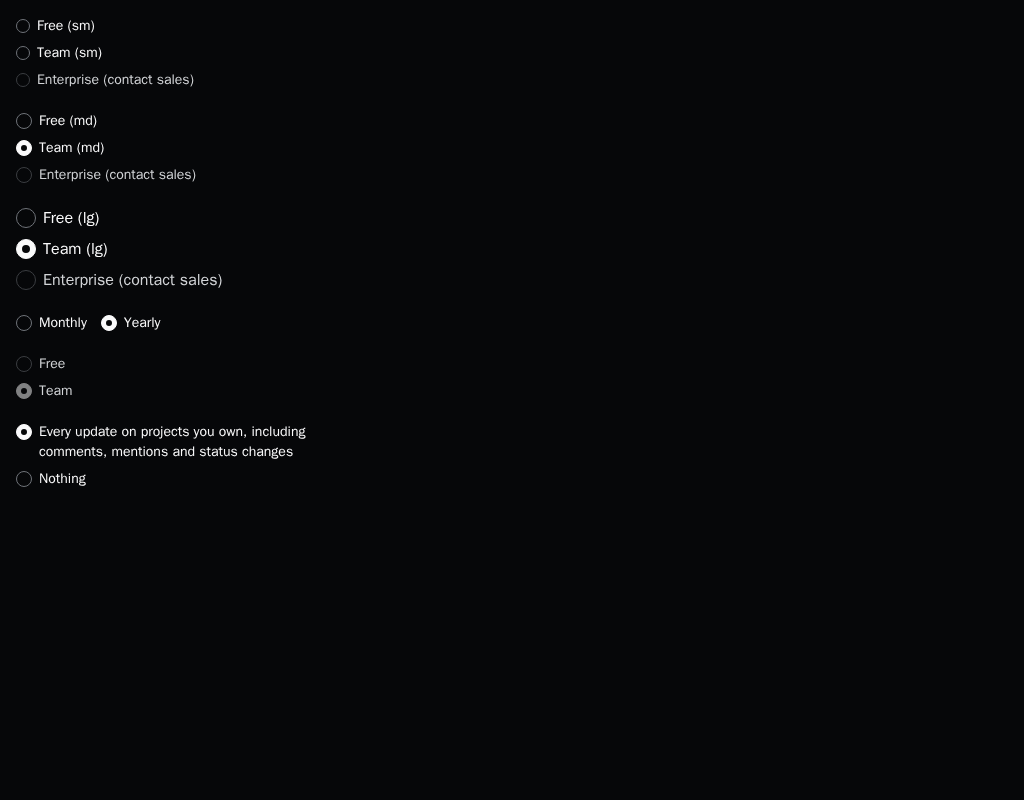 Free (sm)
Team (sm)
Enterprise (contact sales)
Free (md)
Team (md)
Enterprise (contact sales)
Free (lg)
Team (lg)
Enterprise (contact sales)
Monthly Yearly
Free
Team
Every update on projects you own, including
comments, mentions and status changes
Nothing